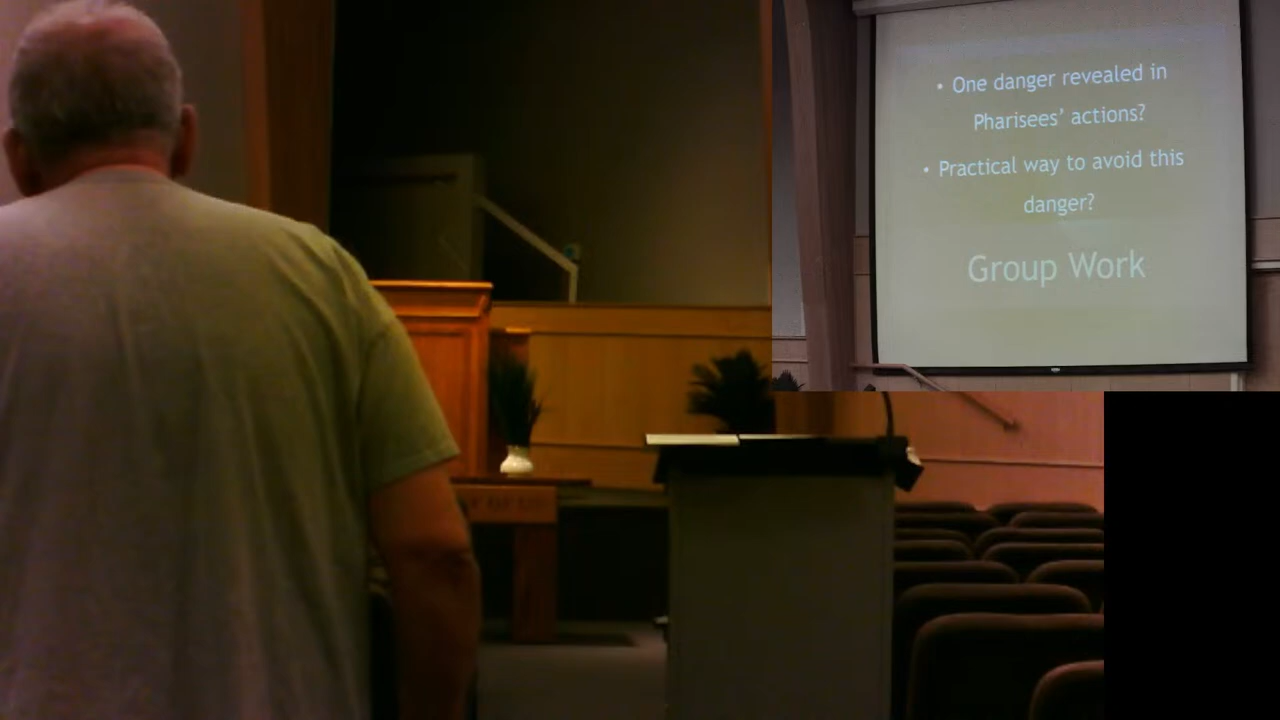 • One danger revealed in
Pharisees' actions?
• Practical way to avoid this
danger?
Group Work